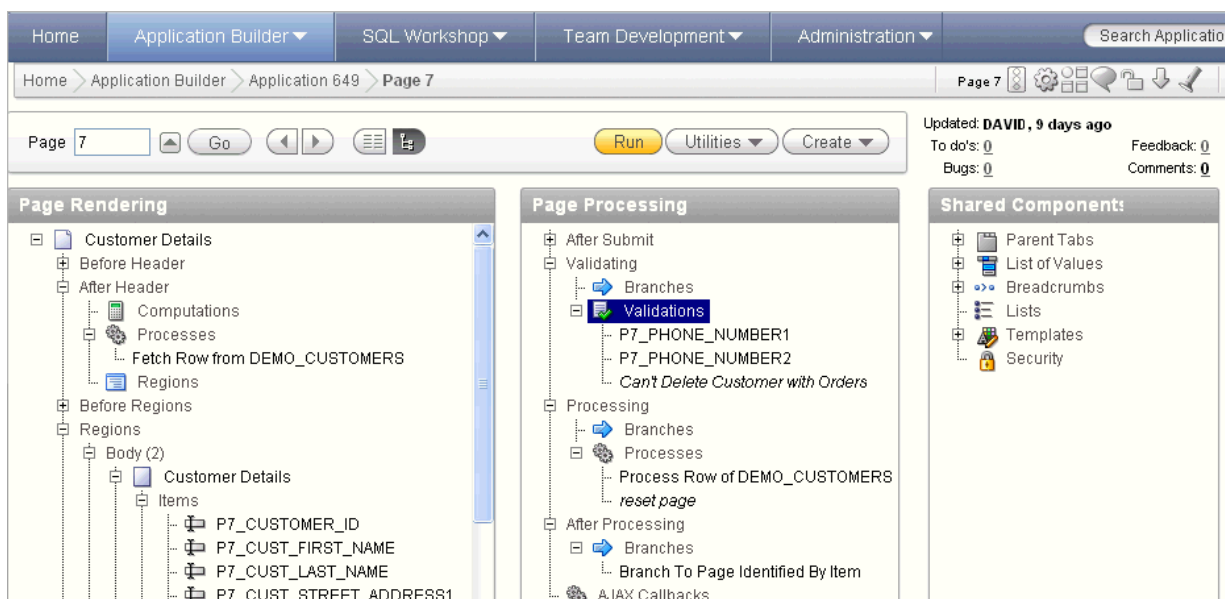 Home Application Builder SQL Workshop Team Development Administration Search Applicatio
Home Application Builder Application 649 Page 7 Page 7
Page 7 Go Run Utilities Create
Updated: DAVID, 9 days ago
To do's: 0 Feedback: 0
Bugs: 0 Comments: 0
Page Rendering
Customer Details
Before Header
After Header
Computations
Processes
Fetch Row from DEMO_CUSTOMERS
Regions
Before Regions
Regions
Body (2)
Customer Details
Items
P7_CUSTOMER_ID
P7_CUST_FIRST_NAME
P7_CUST_LAST_NAME
P7_CUST_STREET_ADDRESS1
Page Processing
After Submit
Validating
Branches
Validations
P7_PHONE_NUMBER1
P7_PHONE_NUMBER2
Can't Delete Customer with Orders
Processing
Branches
Processes
Process Row of DEMO_CUSTOMERS
reset page
After Processing
Branches
Branch To Page Identified By Item
AJAX Callbacks
Shared Components
Parent Tabs
List of Values
Breadcrumbs
Lists
Templates
Security